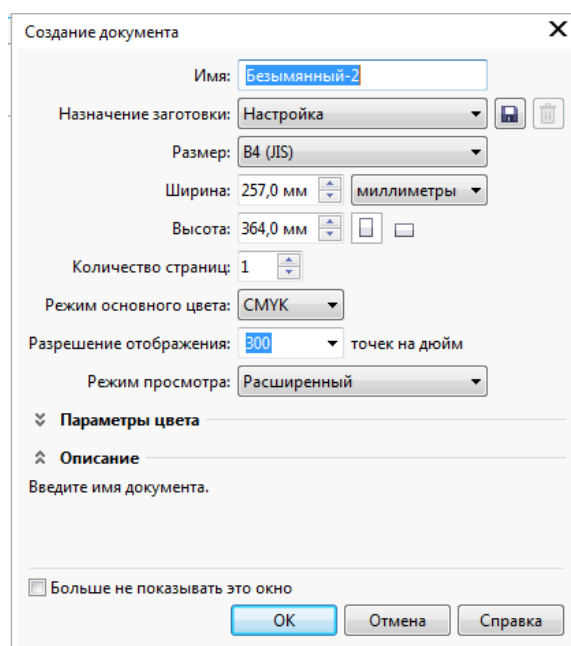 Создание документа
Имя: Безымянный-2
Назначение заготовки: Настройка
Размер: B4 (JIS)
Ширина: 257,0 мм миллиметры
Высота: 364,0 мм
Количество страниц: 1
Режим основного цвета: CMYK
Разрешение отображения: 300 точек на дюйм
Режим просмотра: Расширенный
Параметры цвета
Описание
Введите имя документа.
Больше не показывать это окно
ОК Отмена Справка